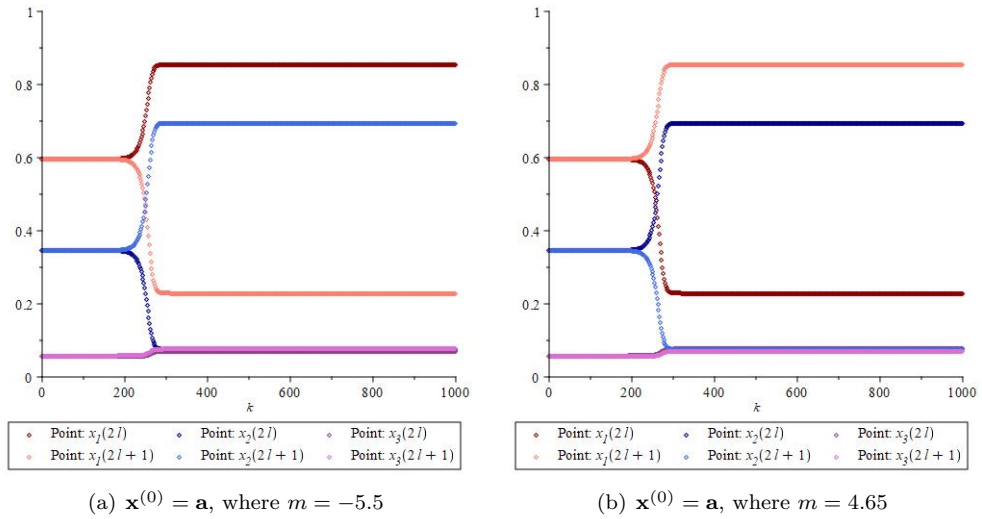 1 1
0.8 0.8
0.6 0.6
0.4 0.4
0.2 0.2
0 0
0 200 400 600 800 1000 0 200 400 600 800 1000
k k
Point: x₁(2l) Point: x₂(2l) Point: x₃(2l) Point: x₁(2l) Point: x₂(2l) Point: x₃(2l)
Point: x₁(2l + 1) Point: x₂(2l + 1) Point: x₃(2l + 1) Point: x₁(2l + 1) Point: x₂(2l + 1) Point: x₃(2l + 1)
(a) x⁽⁰⁾ = a, where m = −5.5 (b) x⁽⁰⁾ = a, where m = 4.65